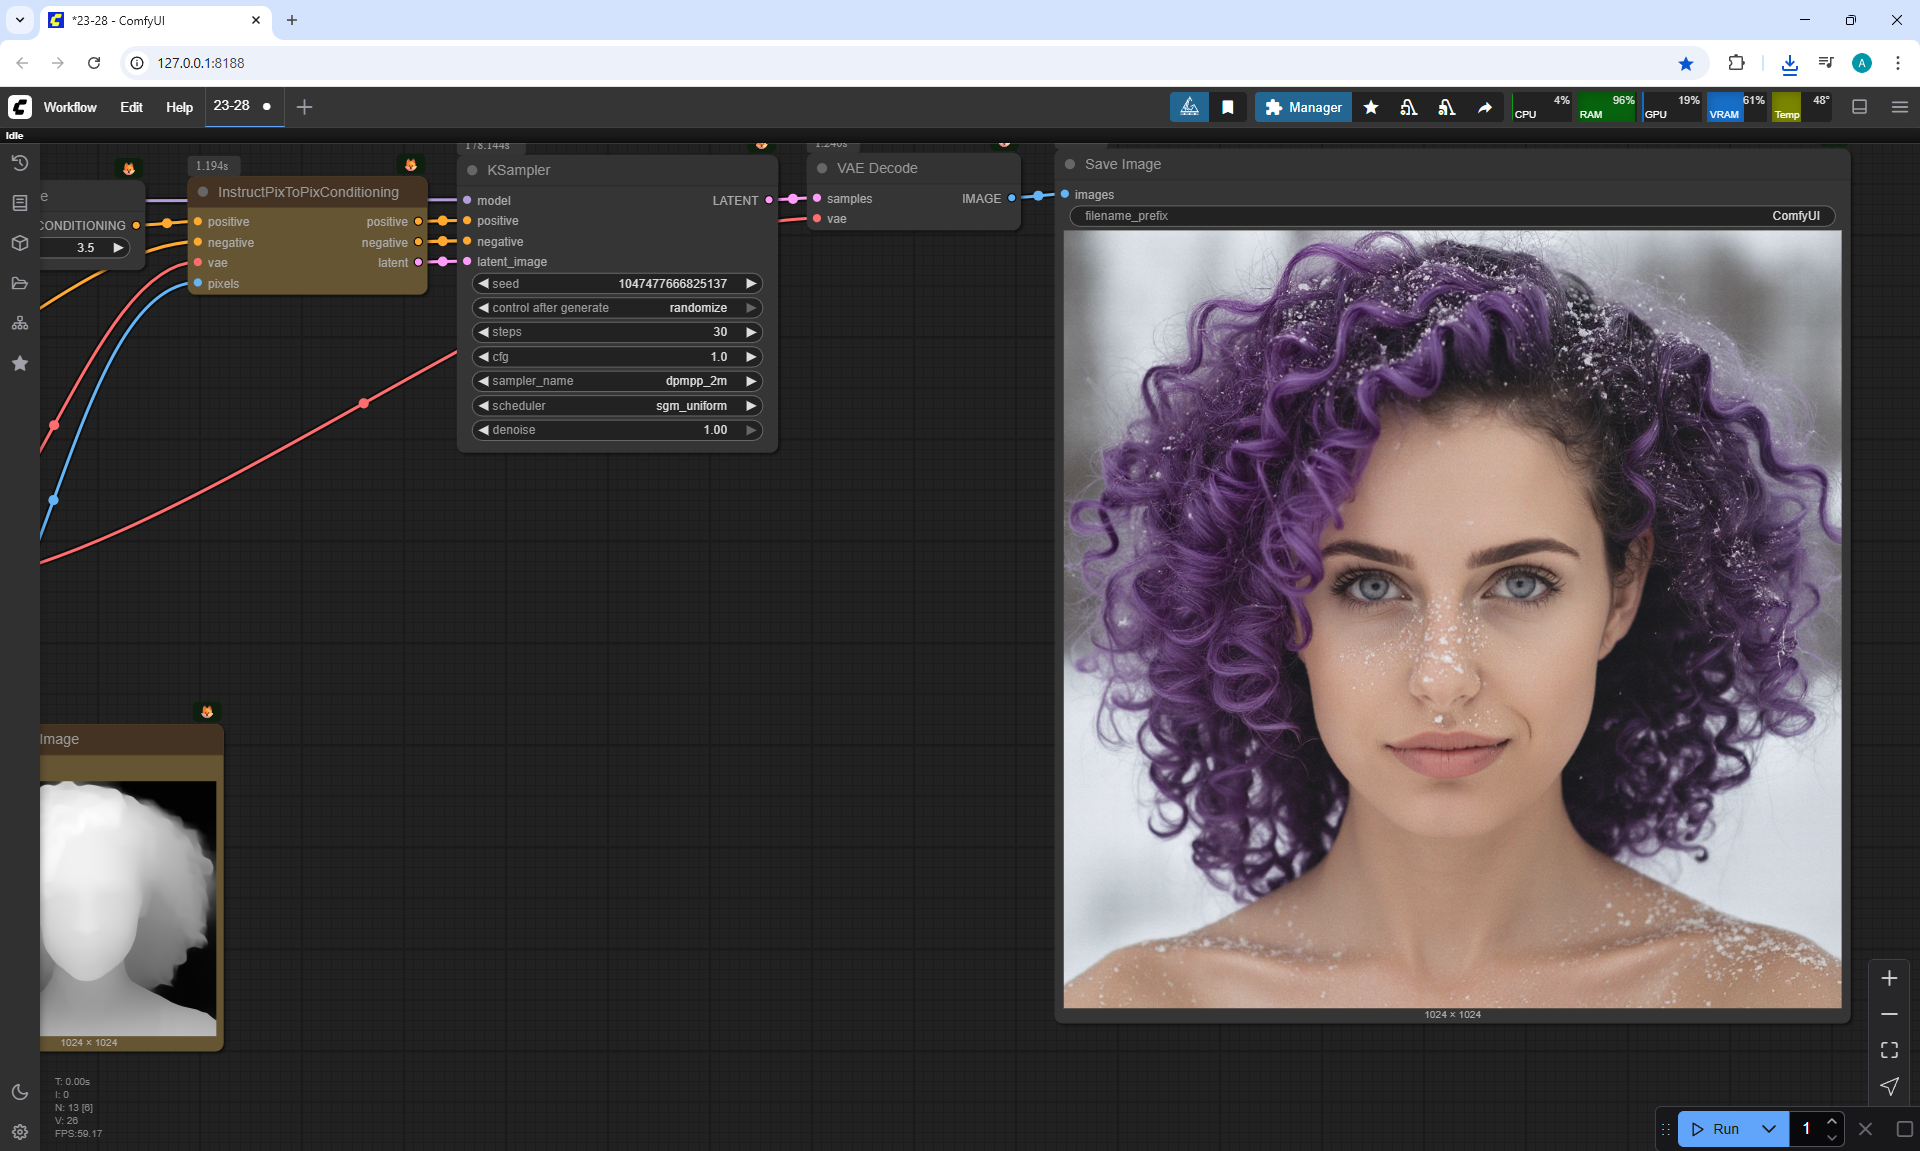 *23-28 - ComfyUI
127.0.0.1:8188
A
Workflow Edit Help 23-28
Manager
CPU 4%
RAM 96%
GPU 19%
VRAM 61%
Temp 48°
Idle
1.194s
178.144s
e
CONDITIONING
3.5
InstructPixToPixConditioning
positive positive
negative negative
vae latent
pixels
KSampler
model LATENT
positive
negative
latent_image
seed 1047477666825137
control after generate randomize
steps 30
cfg 1.0
sampler_name dpmpp_2m
scheduler sgm_uniform
denoise 1.00
VAE Decode
samples IMAGE
vae
Save Image
images
filename_prefix ComfyUI
1024 × 1024
Image
1024 × 1024
T: 0.00s
I: 0
N: 13 [6]
V: 26
FPS:59.17
Run 1